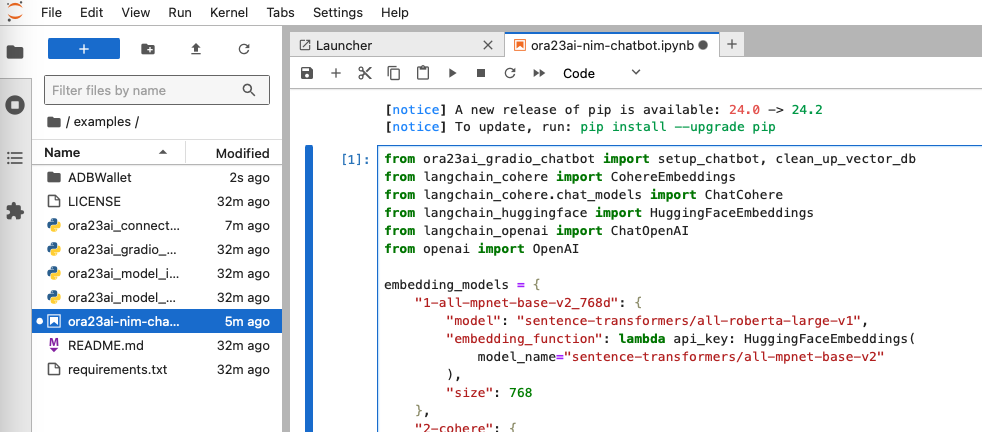 File Edit View Run Kernel Tabs Settings Help
+
Filter files by name
/ examples /
Name Modified
ADBWallet 2s ago
LICENSE 32m ago
ora23ai_connect... 7m ago
ora23ai_gradio_... 32m ago
ora23ai_model_i... 32m ago
ora23ai_model_... 32m ago
ora23ai-nim-cha... 5m ago
README.md 32m ago
requirements.txt 32m ago
Launcher
ora23ai-nim-chatbot.ipynb
Code
[notice] A new release of pip is available: 24.0 -> 24.2
[notice] To update, run: pip install --upgrade pip
[1]: from ora23ai_gradio_chatbot import setup_chatbot, clean_up_vector_db
from langchain_cohere import CohereEmbeddings
from langchain_cohere.chat_models import ChatCohere
from langchain_huggingface import HuggingFaceEmbeddings
from langchain_openai import ChatOpenAI
from openai import OpenAI
embedding_models = {
"1-all-mpnet-base-v2_768d": {
"model": "sentence-transformers/all-roberta-large-v1",
"embedding_function": lambda api_key: HuggingFaceEmbeddings(
model_name="sentence-transformers/all-mpnet-base-v2"
),
"size": 768
},
"2-cohere": {